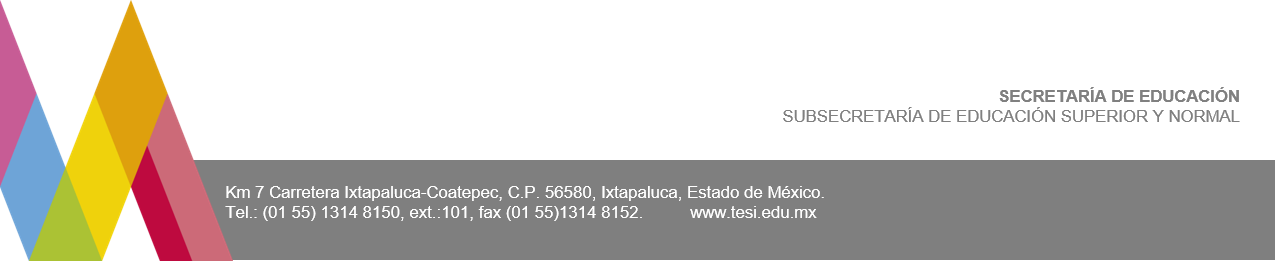 SECRETARÍA DE EDUCACIÓN
SUBSECRETARÍA DE EDUCACIÓN SUPERIOR Y NORMAL
Km 7 Carretera Ixtapaluca-Coatepec, C.P. 56580, Ixtapaluca, Estado de México.
Tel.: (01 55) 1314 8150, ext.:101, fax (01 55)1314 8152. www.tesi.edu.mx